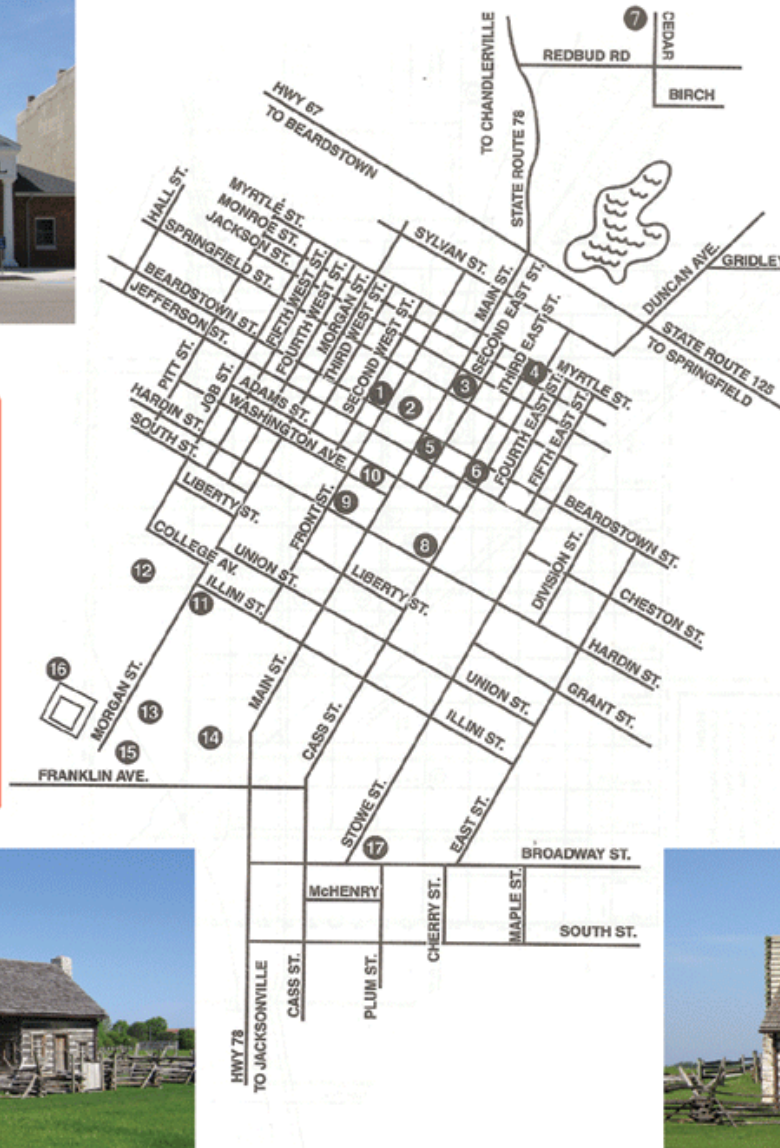 7
CEDAR
REDBUD RD
BIRCH
TO CHANDLERVILLE
STATE ROUTE 78
HWY 67
TO BEARDSTOWN
HALL ST.
MYRTLE ST.
MONROE ST.
JACKSON ST.
SPRINGFIELD ST.
SYLVAN ST.
DUNCAN AVE.
GRIDLEY
STATE ROUTE 125
TO SPRINGFIELD
BEARDSTOWN ST.
JEFFERSON ST.
FIFTH WEST ST.
FOURTH WEST ST.
MORGAN ST.
THIRD WEST ST.
SECOND WEST ST.
MAIN ST.
SECOND EAST ST.
THIRD EAST ST.
4
MYRTLE ST.
FOURTH EAST ST.
FIFTH EAST ST.
PITT ST.
JOB ST.
1
2
3
ADAMS ST.
WASHINGTON AVE.
HARDIN ST.
SOUTH ST.
5
6
10
9
FRONT ST.
LIBERTY ST.
BEARDSTOWN ST.
8
COLLEGE AV.
UNION ST.
LIBERTY ST.
DIVISION ST.
CHESTON ST.
12
11
ILLINI ST.
HARDIN ST.
16
MORGAN ST.
MAIN ST.
UNION ST.
GRANT ST.
13
14
CASS ST.
ILLINI ST.
15
FRANKLIN AVE.
STOWE ST.
EAST ST.
17
BROADWAY ST.
McHENRY
CHERRY ST.
MAPLE ST.
SOUTH ST.
HWY 78
TO JACKSONVILLE
CASS ST.
PLUM ST.